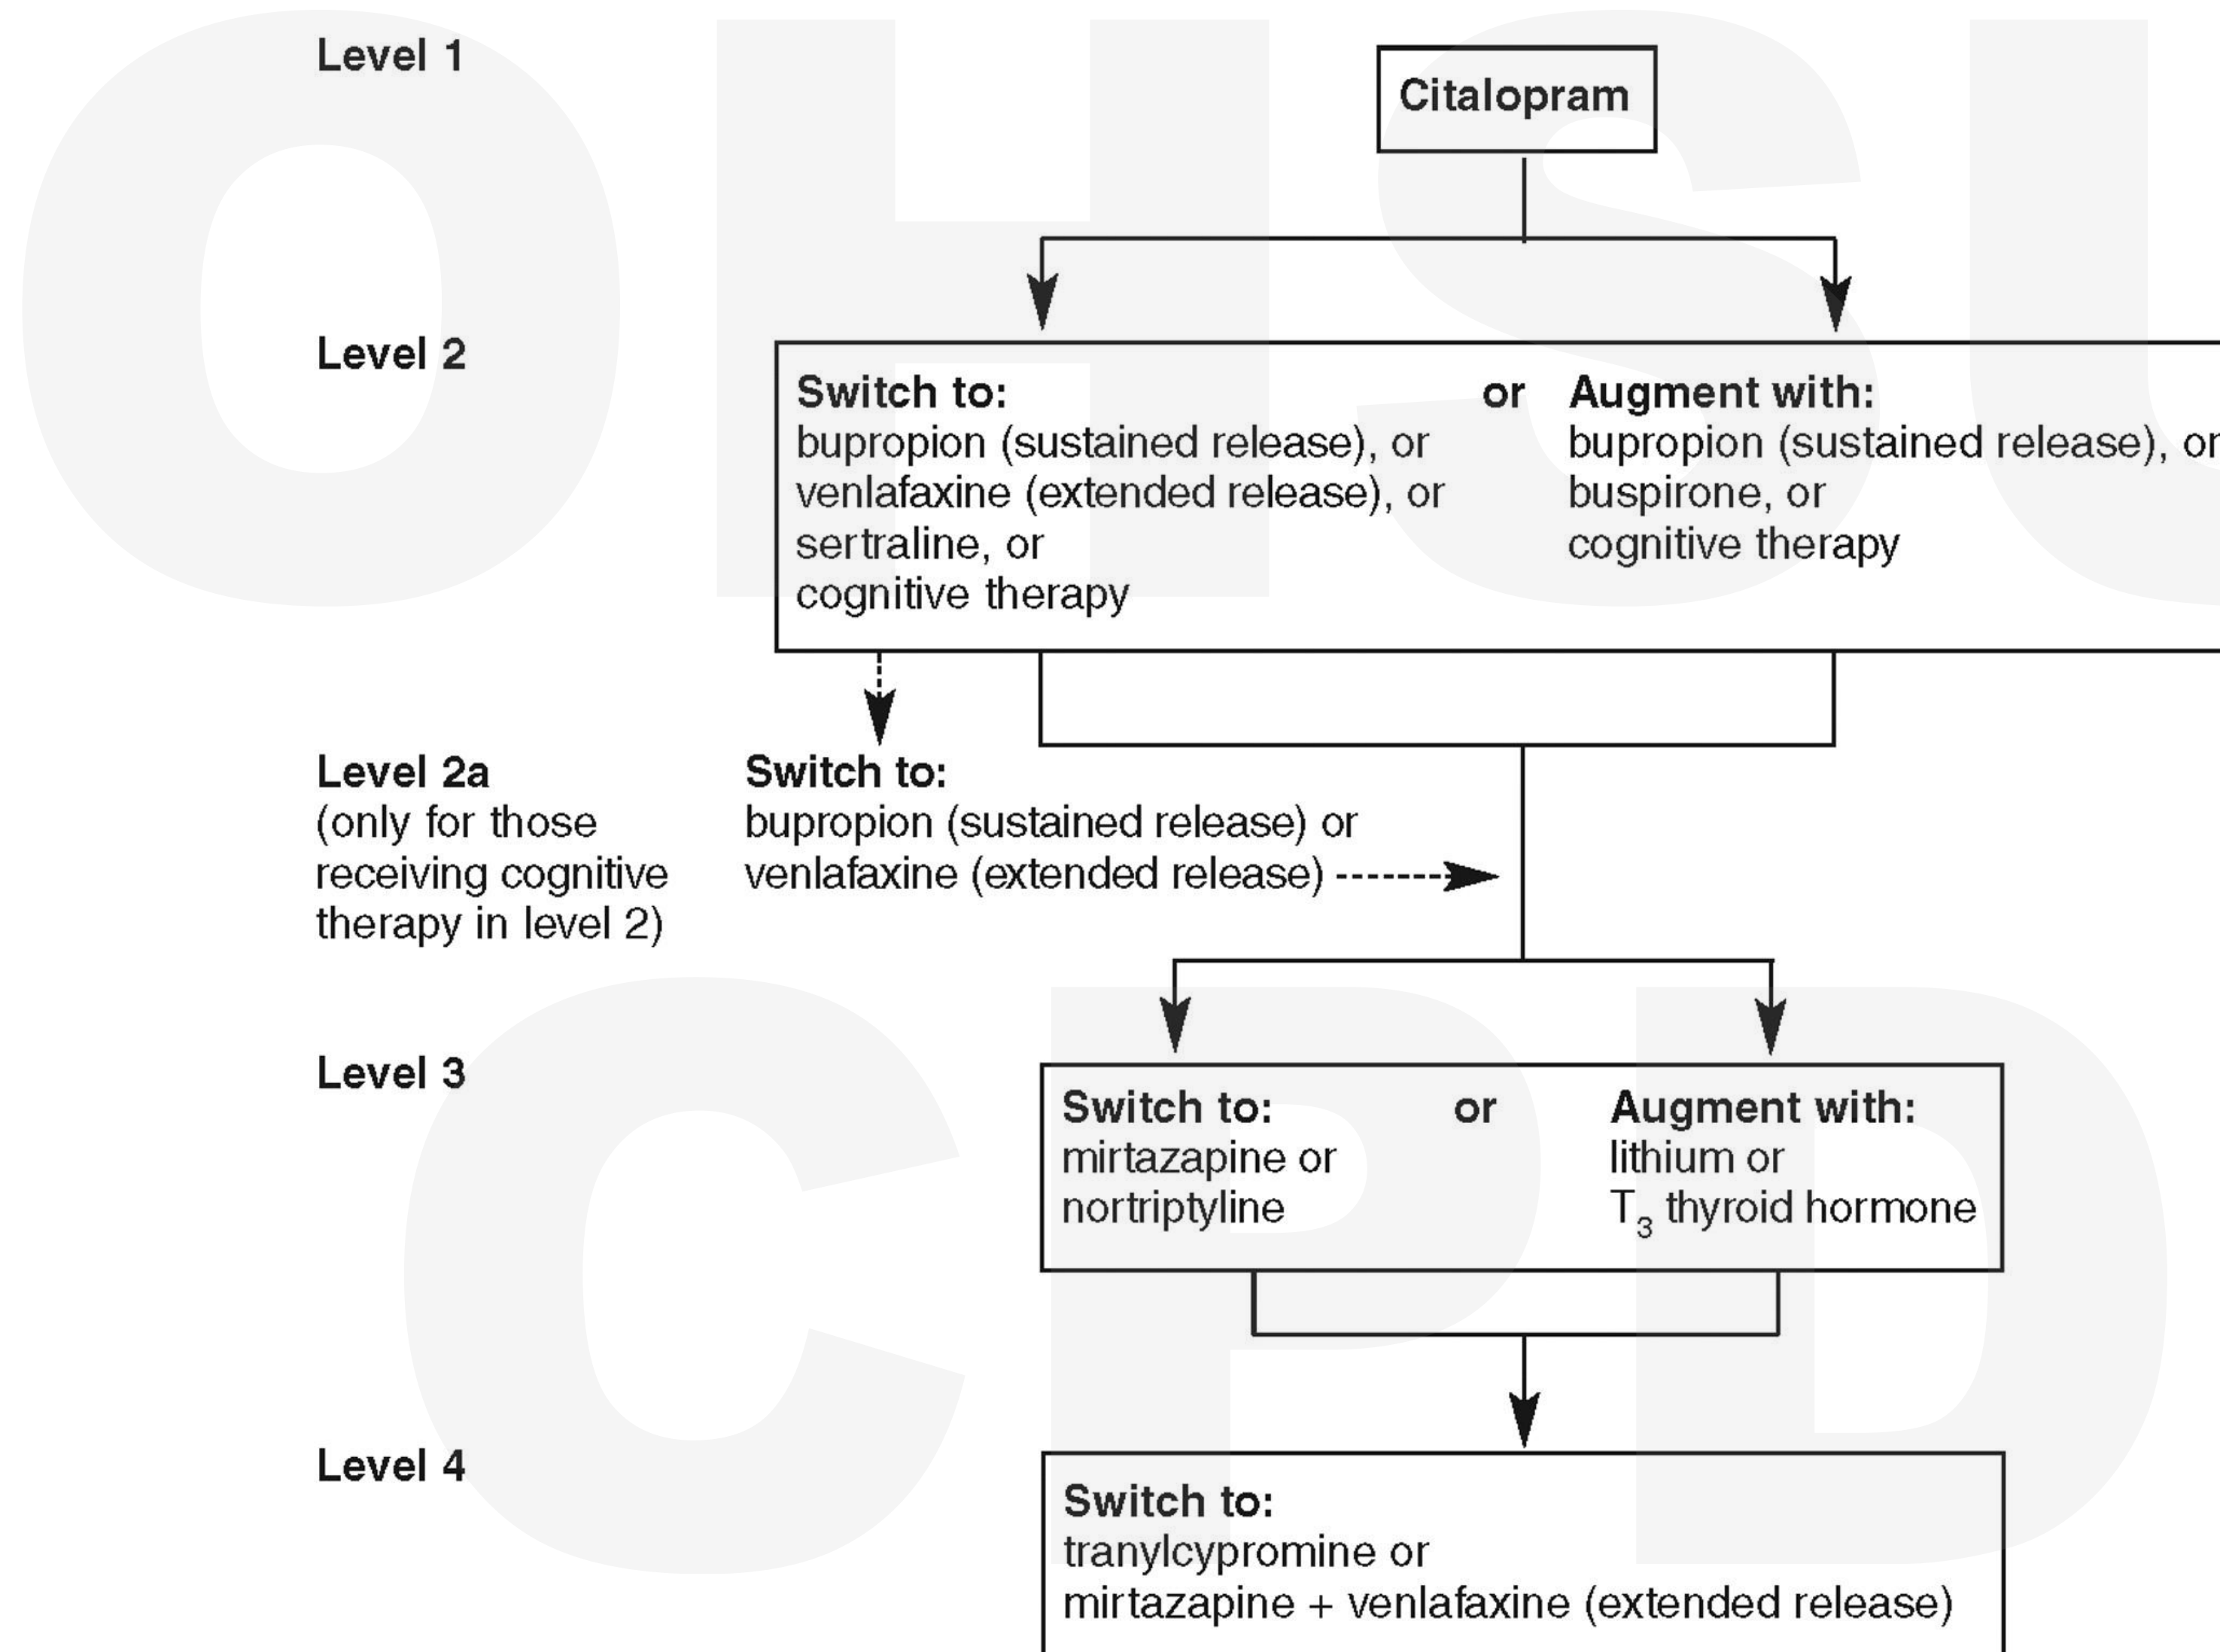 OHSU
CPD
Level 1
Citalopram
Level 2
Switch to:
bupropion (sustained release), or
venlafaxine (extended release), or
sertraline, or
cognitive therapy
or
Augment with:
bupropion (sustained release), or
buspirone, or
cognitive therapy
Level 2a
(only for those
receiving cognitive
therapy in level 2)
Switch to:
bupropion (sustained release) or
venlafaxine (extended release)
Level 3
Switch to:
mirtazapine or
nortriptyline
or
Augment with:
lithium or
T₃ thyroid hormone
Level 4
Switch to:
tranylcypromine or
mirtazapine + venlafaxine (extended release)